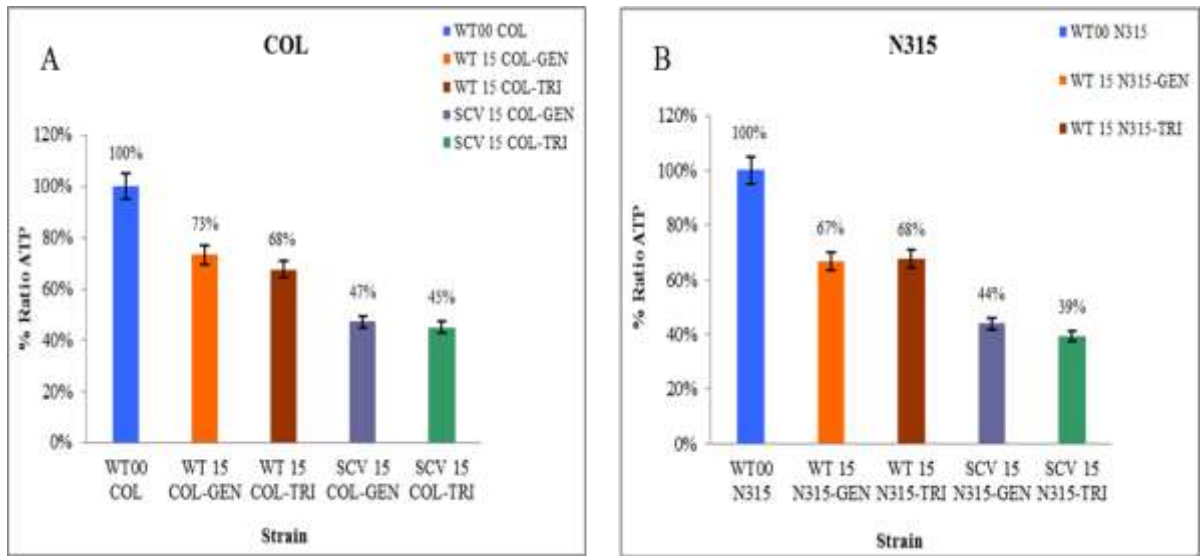 A
COL
WT00 COL
WT 15 COL-GEN
WT 15 COL-TRI
SCV 15 COL-GEN
SCV 15 COL-TRI
% Ratio ATP
120%
100%
80%
60%
40%
20%
0%
100%
73%
68%
47%
45%
WT00
COL
WT 15
COL-GEN
WT 15
COL-TRI
SCV 15
COL-GEN
SCV 15
COL-TRI
Strain
B
N315
WT00 N315
WT 15 N315-GEN
WT 15 N315-TRI
% Ratio ATP
120%
100%
80%
60%
40%
20%
0%
100%
67%
68%
44%
39%
WT00
N315
WT 15
N315-GEN
WT 15
N315-TRI
SCV 15
N315-GEN
SCV 15
N315-TRI
Strain